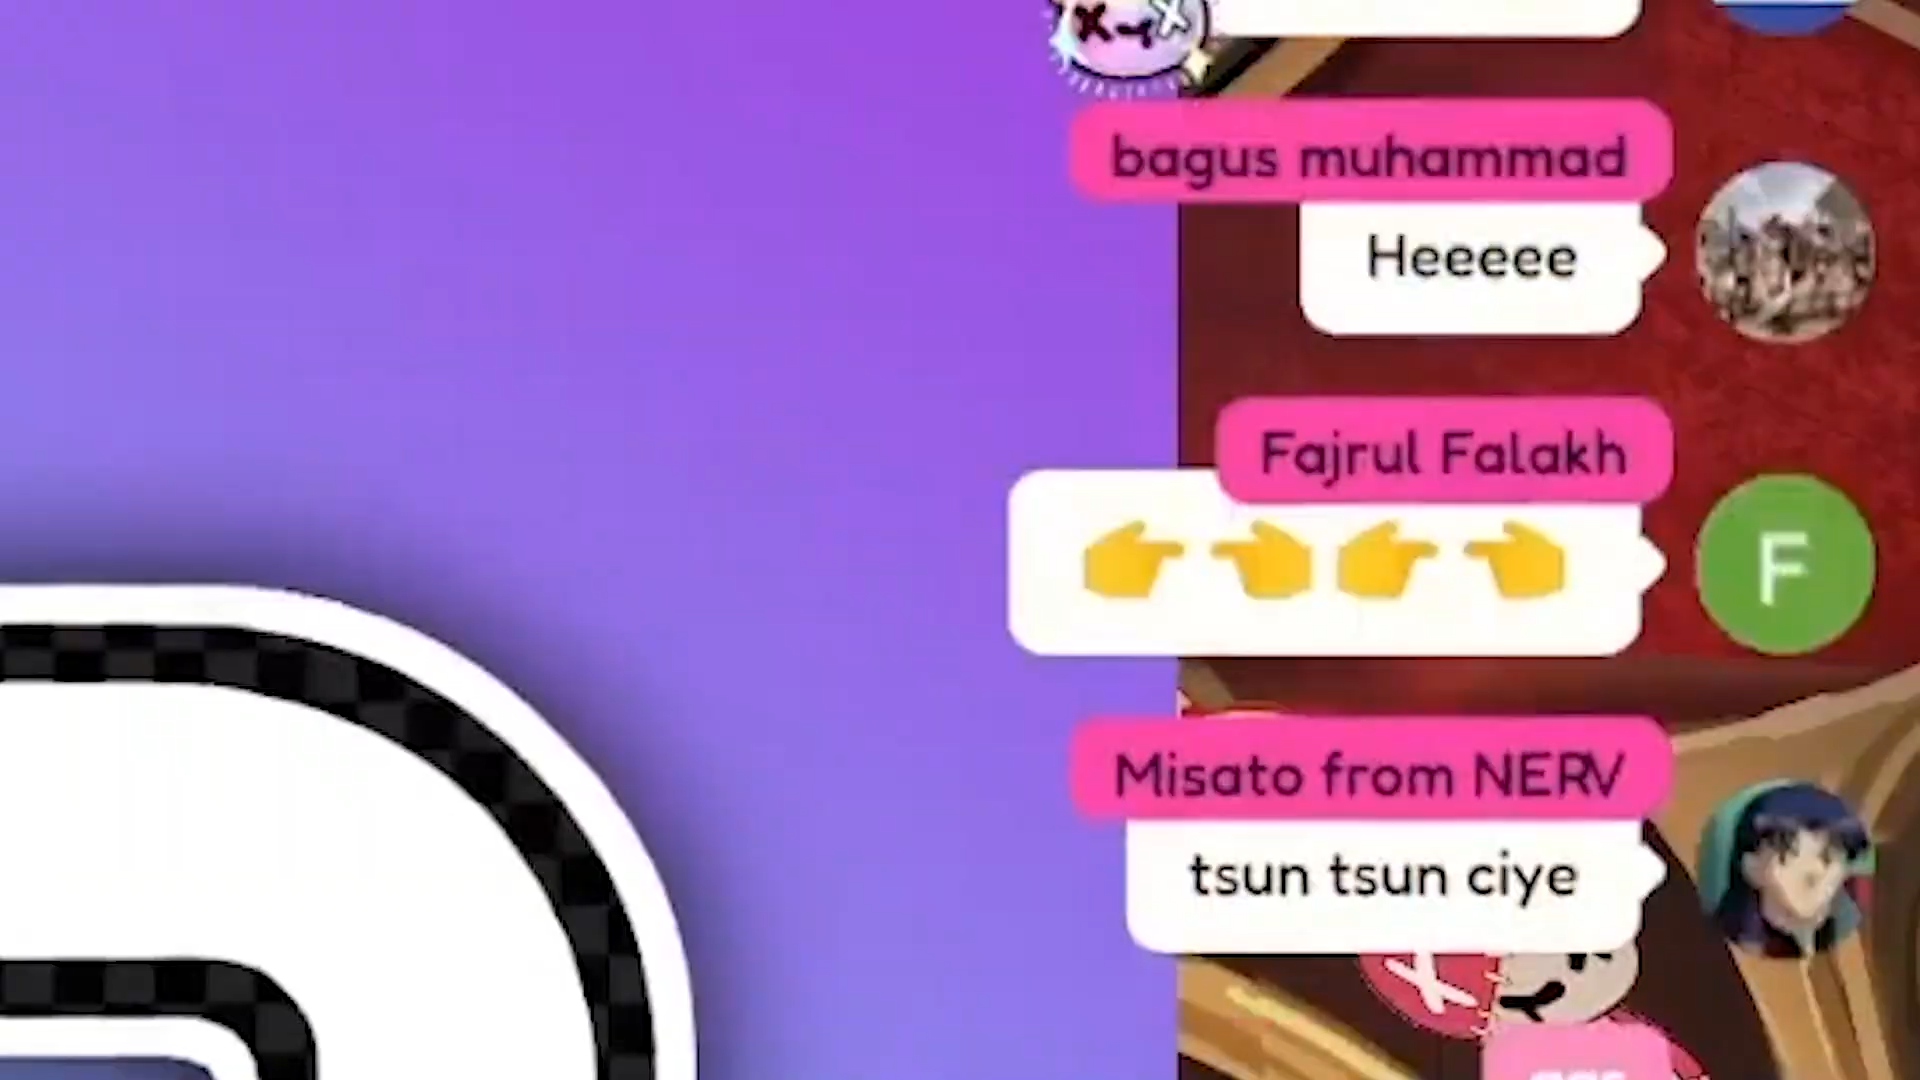 bagus muhammad
Heeeee
Fajrul Falakh
👉👈👉👈
F
Misato from NERV
tsun tsun ciye